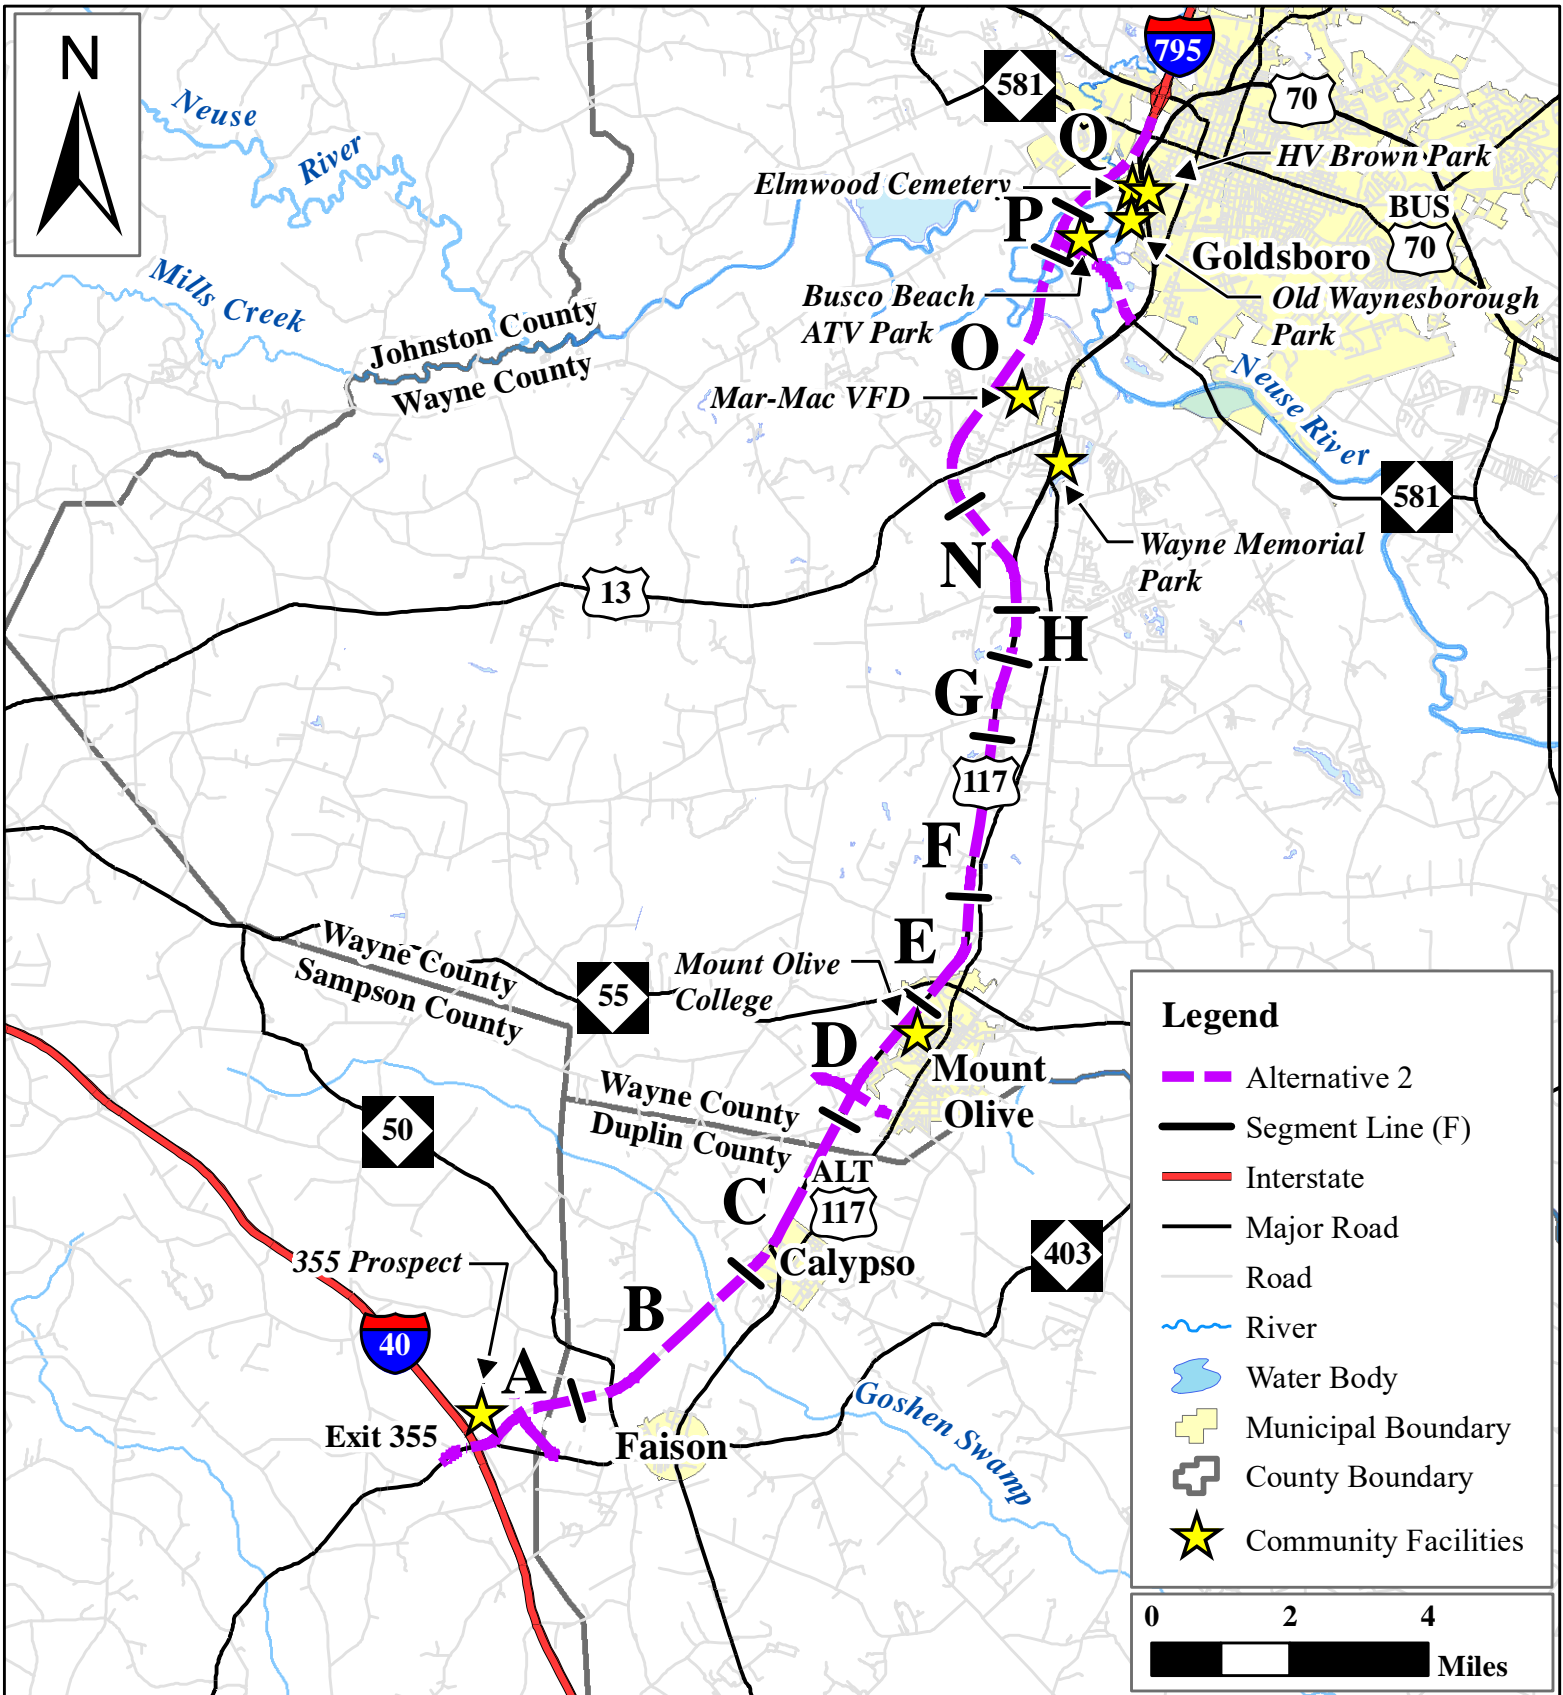 N
795
581
70
Neuse
River
Q
HV Brown Park
Elmwood Cemetery
P
BUS
70
Goldsboro
Mills Creek
Busco Beach
ATV Park
Old Waynesborough
Park
Johnston County
Wayne County
O
Mar-Mac VFD
Neuse River
581
N
Wayne Memorial
Park
13
H
G
117
F
E
Wayne County
Sampson County
55
Mount Olive
College
D
Mount
Olive
Wayne County
Duplin County
50
C
ALT
117
355 Prospect
Calypso
403
B
40
A
Exit 355
Faison
Goshen Swamp
Legend
Alternative 2
Segment Line (F)
Interstate
Major Road
Road
River
Water Body
Municipal Boundary
County Boundary
Community Facilities
0 2 4
Miles